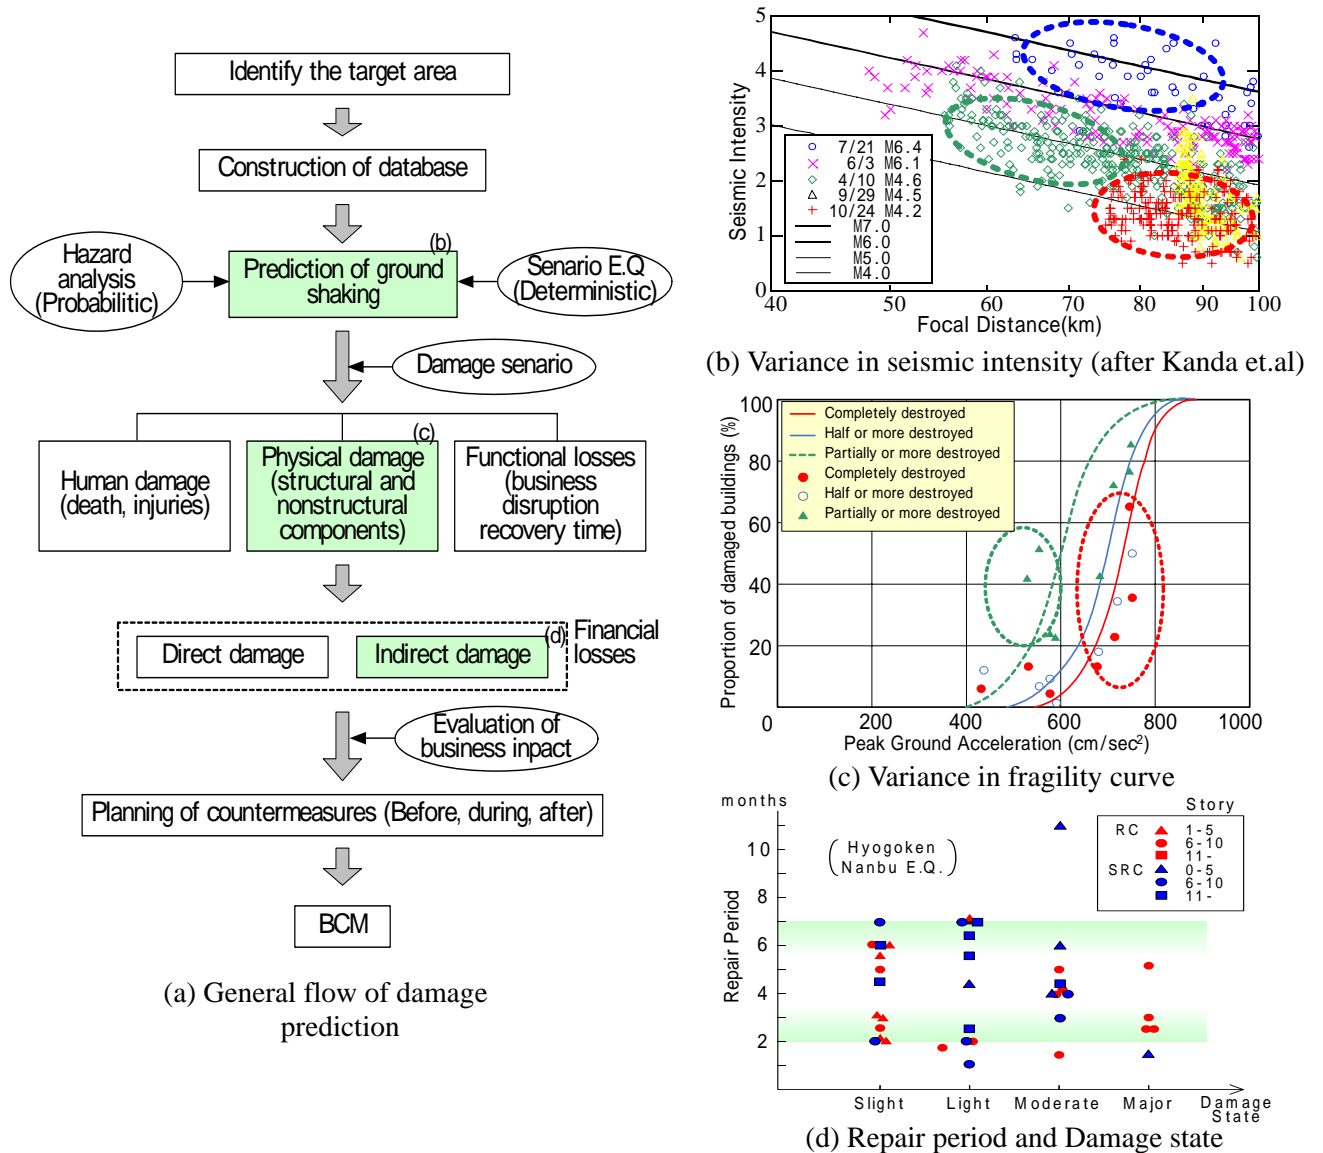 Identify the target area
Construction of database
(b)
Hazard
analysis
(Probabilitic)
Prediction of ground
shaking
Senario E.Q
(Deterministic)
Damage senario
(c)
Human damage
(death, injuries)
Physical damage
(structural and
nonstructural
components)
Functional losses
(business
disruption
recovery time)
(d)
Direct damage
Indirect damage
Financial
losses
Evaluation of
business inpact
Planning of countermeasures (Before, during, after)
BCM
(a) General flow of damage
prediction
Seismic Intensity
5
4
3
2
1
0
7/21 M6.4
6/3 M6.1
4/10 M4.6
9/29 M4.5
10/24 M4.2
M7.0
M6.0
M5.0
M4.0
40 50 60 70 80 90 100
Focal Distance(km)
(b) Variance in seismic intensity (after Kanda et.al)
Proportion of damaged buildings (%)
100
80
60
40
20
Completely destroyed
Half or more destroyed
Partially or more destroyed
Completely destroyed
Half or more destroyed
Partially or more destroyed
0 200 400 600 800 1000
Peak Ground Acceleration (cm/sec²)
(c) Variance in fragility curve
months
Repair Period
10
8
6
4
2
Hyogoken
Nanbu E.Q.
Story
RC 1-5
6-10
11-
SRC 0-5
6-10
11-
Slight Light Moderate Major
Damage
State
(d) Repair period and Damage state